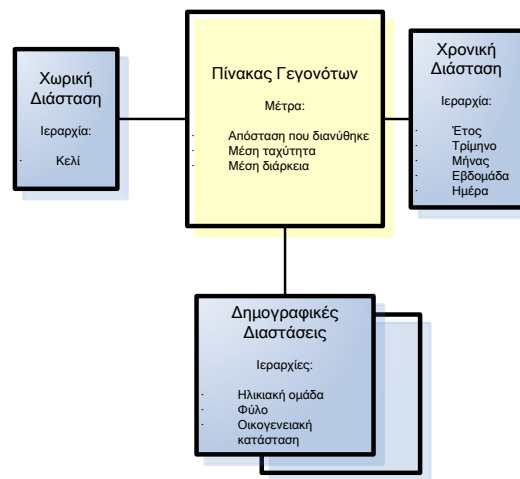 Χωρική
Διάσταση
Ιεραρχία:
· Κελί
Πίνακας Γεγονότων
Μέτρα:
· Απόσταση που διανύθηκε
· Μέση ταχύτητα
· Μέση διάρκεια
Χρονική
Διάσταση
Ιεραρχία:
· Έτος
· Τρίμηνο
· Μήνας
· Εβδομάδα
· Ημέρα
Δημογραφικές
Διαστάσεις
Ιεραρχίες:
· Ηλικιακή ομάδα
· Φύλο
· Οικογενειακή
κατάσταση